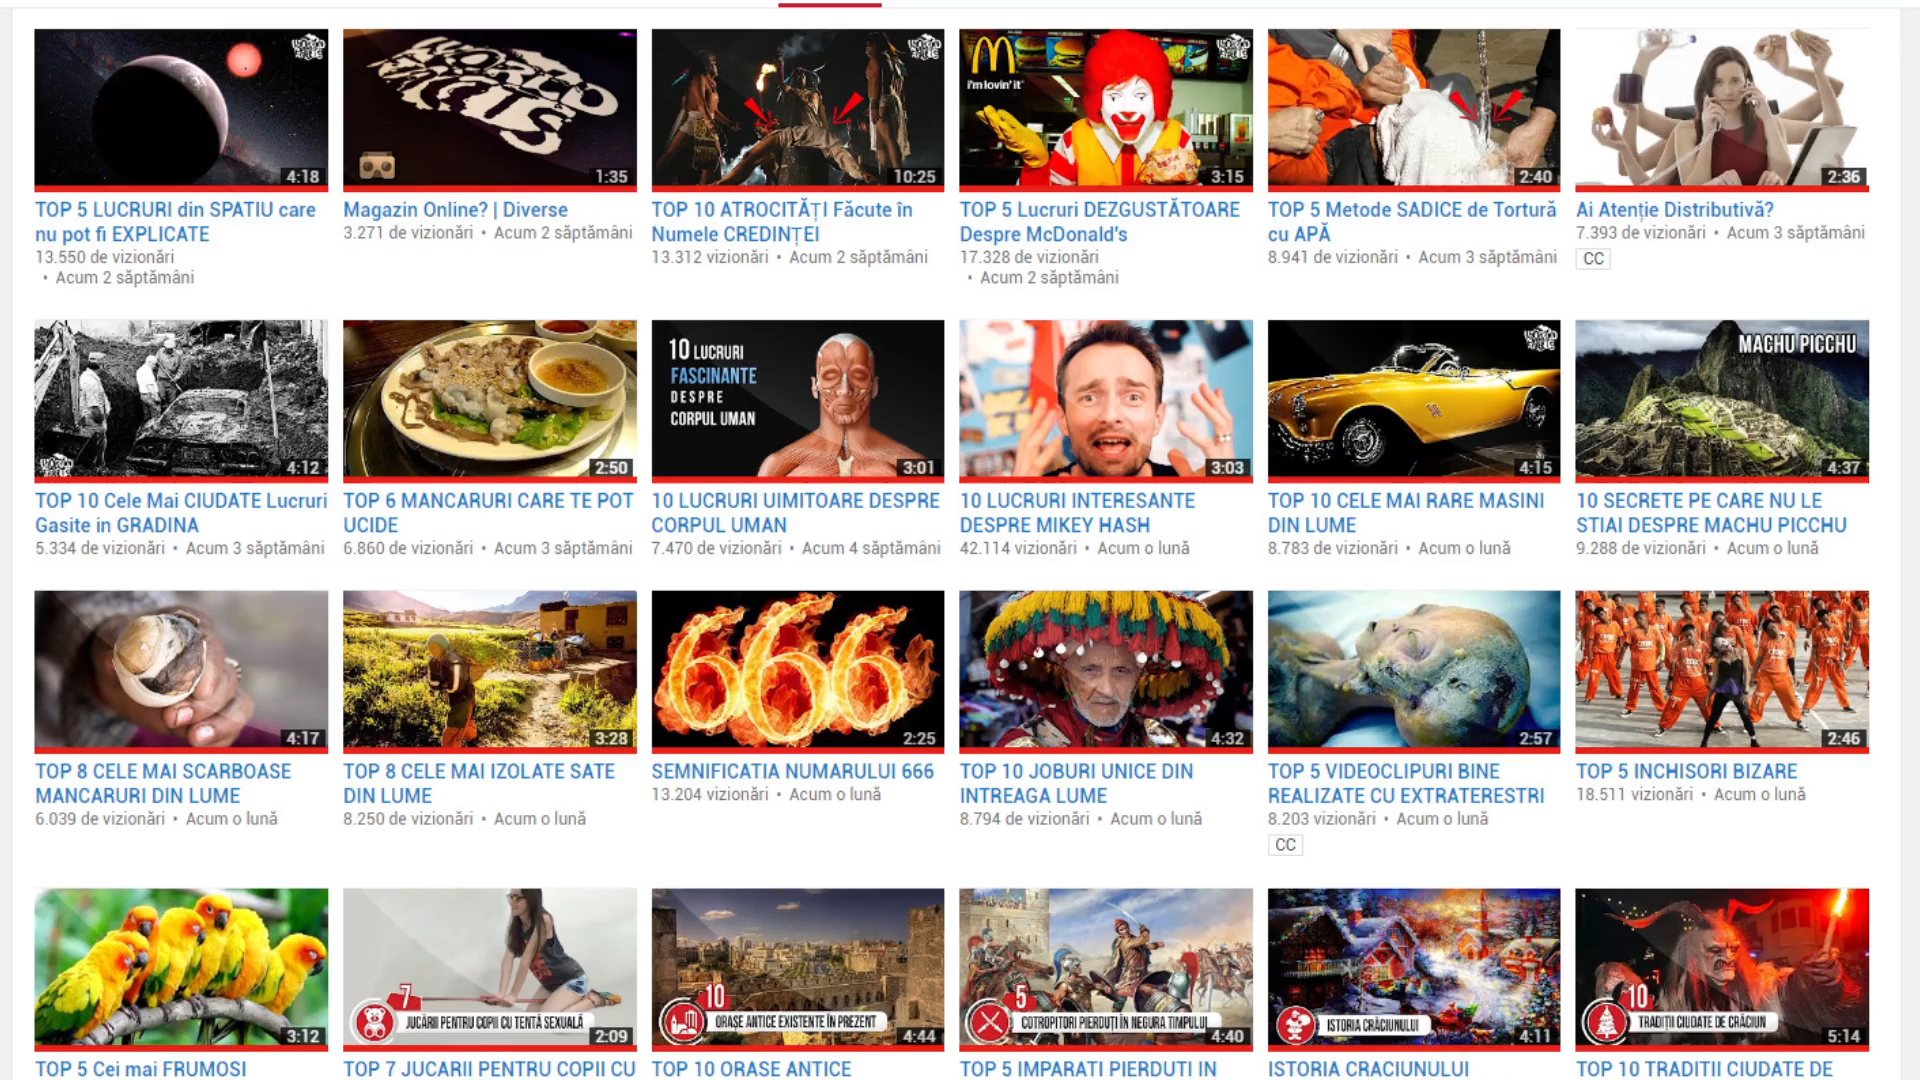 WORLD FACTS
4:18
TOP 5 LUCRURI din SPATIU care
nu pot fi EXPLICATE
13.550 de vizionări
• Acum 2 săptămâni
1:35
Magazin Online? | Diverse
3.271 de vizionări • Acum 2 săptămâni
10:25
TOP 10 ATROCITĂȚI Făcute în
Numele CREDINȚEI
13.312 vizionări • Acum 2 săptămâni
i'm lovin' it
3:15
TOP 5 Lucruri DEZGUSTĂTOARE
Despre McDonald's
17.328 de vizionări
• Acum 2 săptămâni
2:40
TOP 5 Metode SADICE de Tortură
cu APĂ
8.941 de vizionări • Acum 3 săptămâni
2:36
Ai Atenție Distributivă?
7.393 de vizionări • Acum 3 săptămâni
CC
4:12
TOP 10 Cele Mai CIUDATE Lucruri
Gasite in GRADINA
5.334 de vizionări • Acum 3 săptămâni
2:50
TOP 6 MANCARURI CARE TE POT
UCIDE
6.860 de vizionări • Acum 3 săptămâni
10 LUCRURI
FASCINANTE
DESPRE
CORPUL UMAN
3:01
10 LUCRURI UIMITOARE DESPRE
CORPUL UMAN
7.470 de vizionări • Acum 4 săptămâni
3:03
10 LUCRURI INTERESANTE
DESPRE MIKEY HASH
42.114 vizionări • Acum o lună
4:15
TOP 10 CELE MAI RARE MASINI
DIN LUME
8.783 de vizionări • Acum o lună
MACHU PICCHU
4:37
10 SECRETE PE CARE NU LE
STIAI DESPRE MACHU PICCHU
9.288 de vizionări • Acum o lună
4:17
TOP 8 CELE MAI SCARBOASE
MANCARURI DIN LUME
6.039 de vizionări • Acum o lună
3:28
TOP 8 CELE MAI IZOLATE SATE
DIN LUME
8.250 de vizionări • Acum o lună
666
2:25
SEMNIFICATIA NUMARULUI 666
13.204 vizionări • Acum o lună
4:32
TOP 10 JOBURI UNICE DIN
INTREAGA LUME
8.794 de vizionări • Acum o lună
2:57
TOP 5 VIDEOCLIPURI BINE
REALIZATE CU EXTRATERESTRI
8.203 vizionări • Acum o lună
CC
2:46
TOP 5 INCHISORI BIZARE
18.511 vizionări • Acum o lună
3:12
TOP 5 Cei mai FRUMOSI
7
JUCĂRII PENTRU COPII CU TENTĂ SEXUALĂ
2:09
TOP 7 JUCARII PENTRU COPII CU
10
ORAȘE ANTICE EXISTENTE ÎN PREZENT
4:44
TOP 10 ORASE ANTICE
5
COTROPITORI PIERDUȚI ÎN NEGURA TIMPULUI
4:40
TOP 5 IMPARATI PIERDUTI IN
ISTORIA CRĂCIUNULUI
4:11
ISTORIA CRACIUNULUI
10
TRADIȚII CIUDATE DE CRĂCIUN
5:14
TOP 10 TRADITII CIUDATE DE